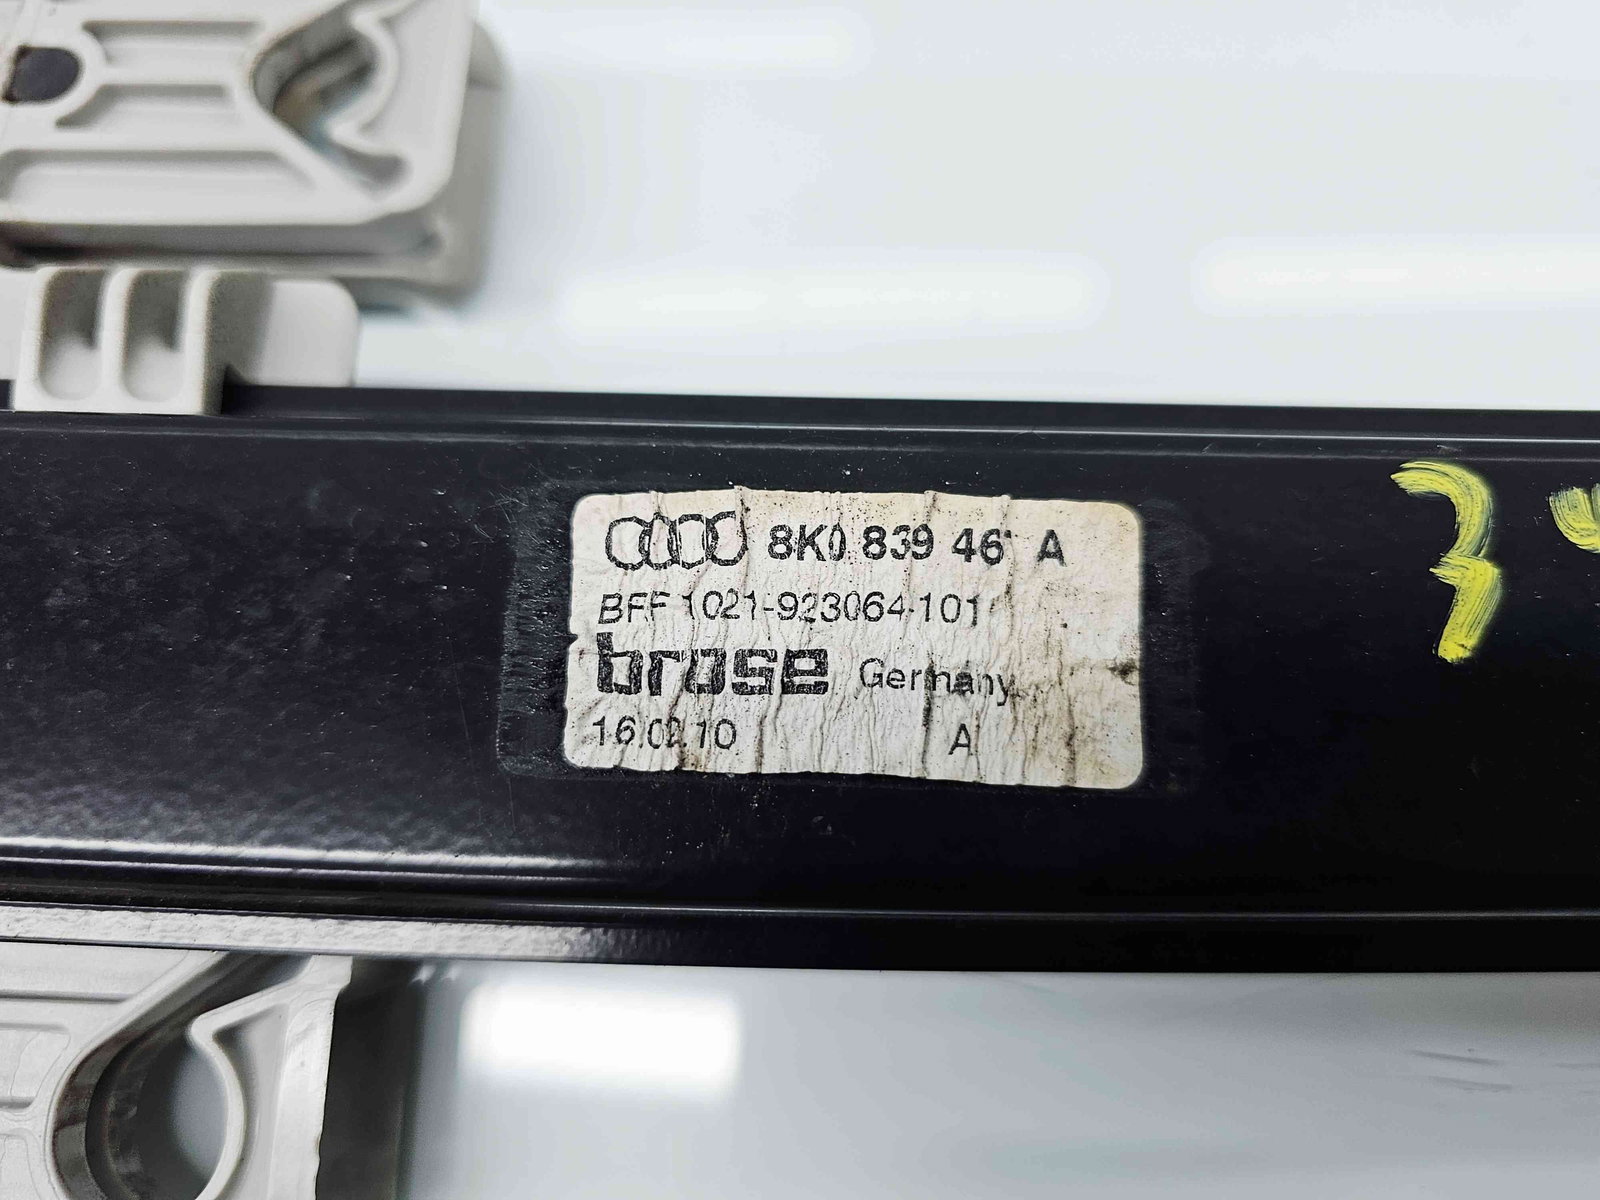 8K0 839 46 A
BFF 1021-923064-101
brose Germany
16.02.10 A